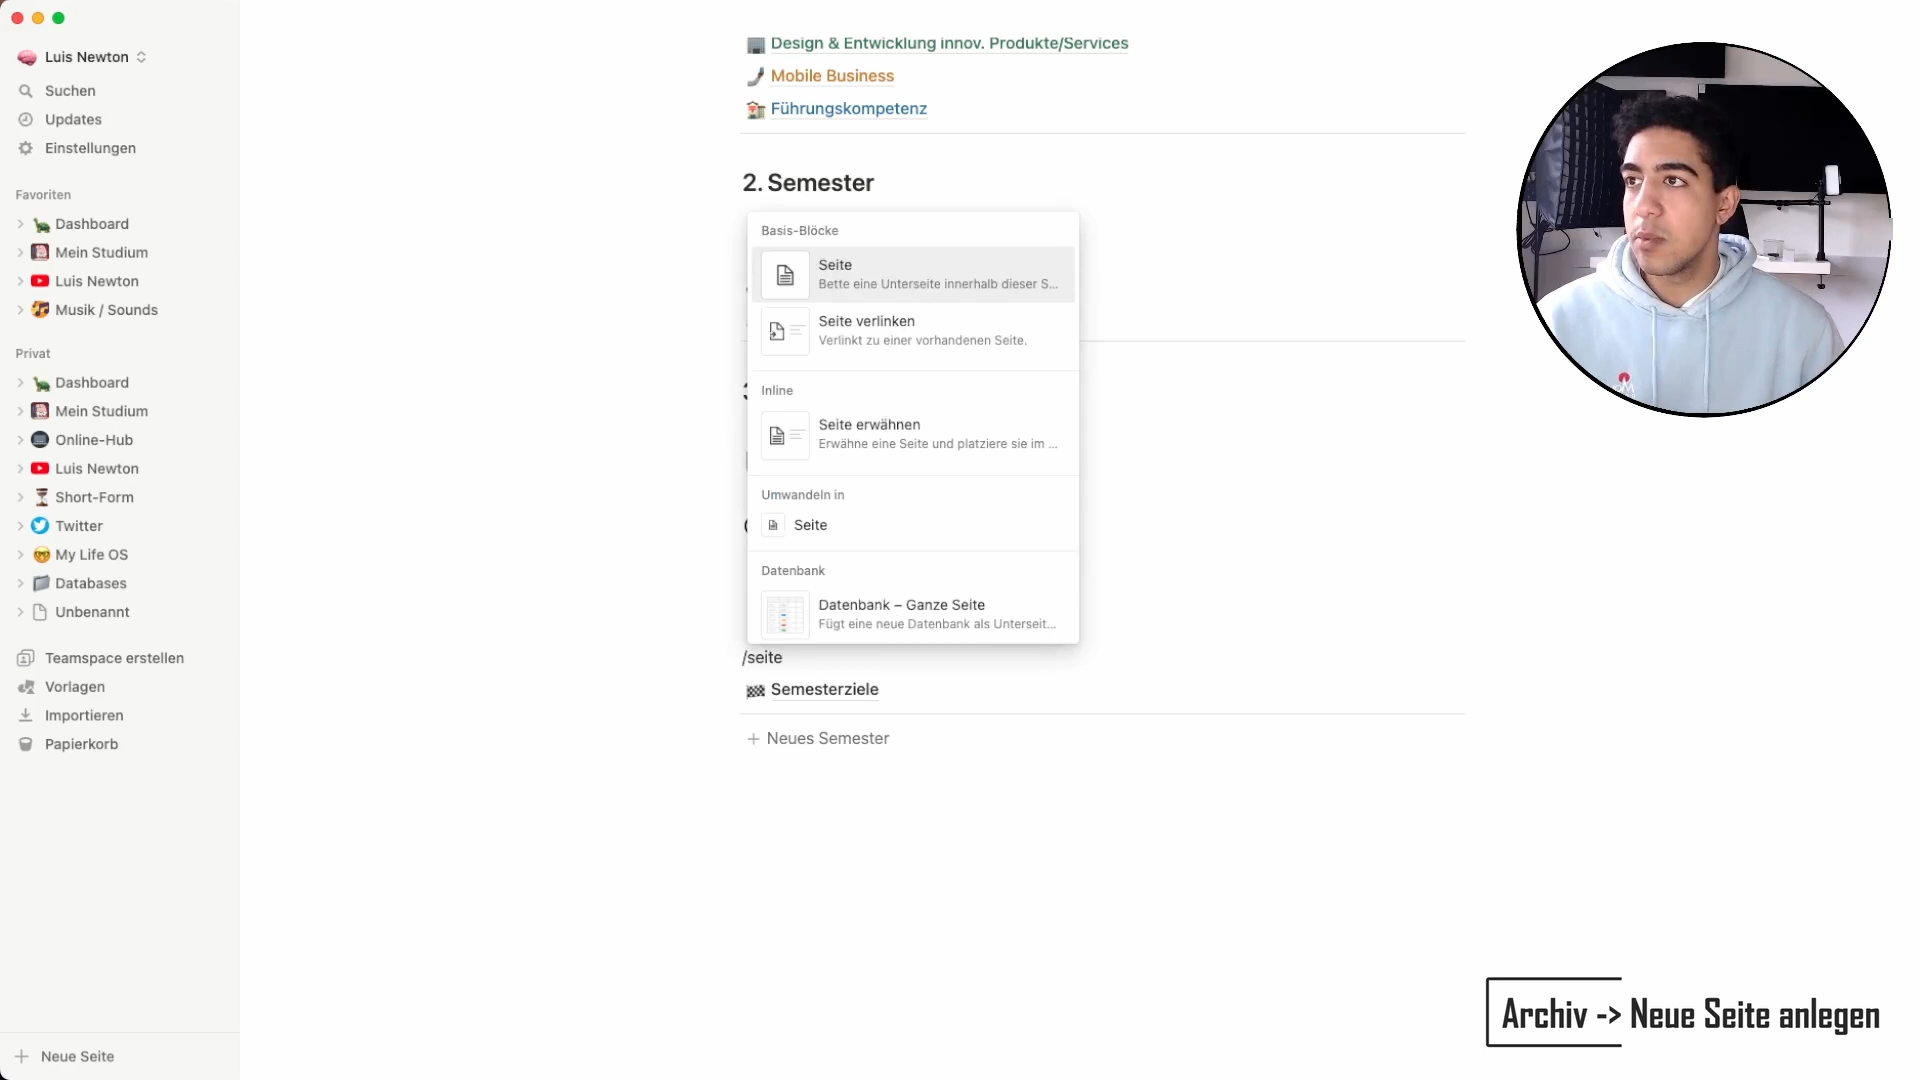 Luis Newton
Suchen
Updates
Einstellungen
Favoriten
Dashboard
Mein Studium
Luis Newton
Musik / Sounds
Privat
Dashboard
Mein Studium
Online-Hub
Luis Newton
Short-Form
Twitter
My Life OS
Databases
Unbenannt
Teamspace erstellen
Vorlagen
Importieren
Papierkorb
Neue Seite
Design & Entwicklung innov. Produkte/Services
Mobile Business
Führungskompetenz
2. Semester
Basis-Blöcke
Seite
Bette eine Unterseite innerhalb dieser S...
Seite verlinken
Verlinkt zu einer vorhandenen Seite.
Inline
Seite erwähnen
Erwähne eine Seite und platziere sie im ...
Umwandeln in
Seite
Datenbank
Datenbank – Ganze Seite
Fügt eine neue Datenbank als Unterseit...
/seite
Semesterziele
Neues Semester
Archiv -> Neue Seite anlegen